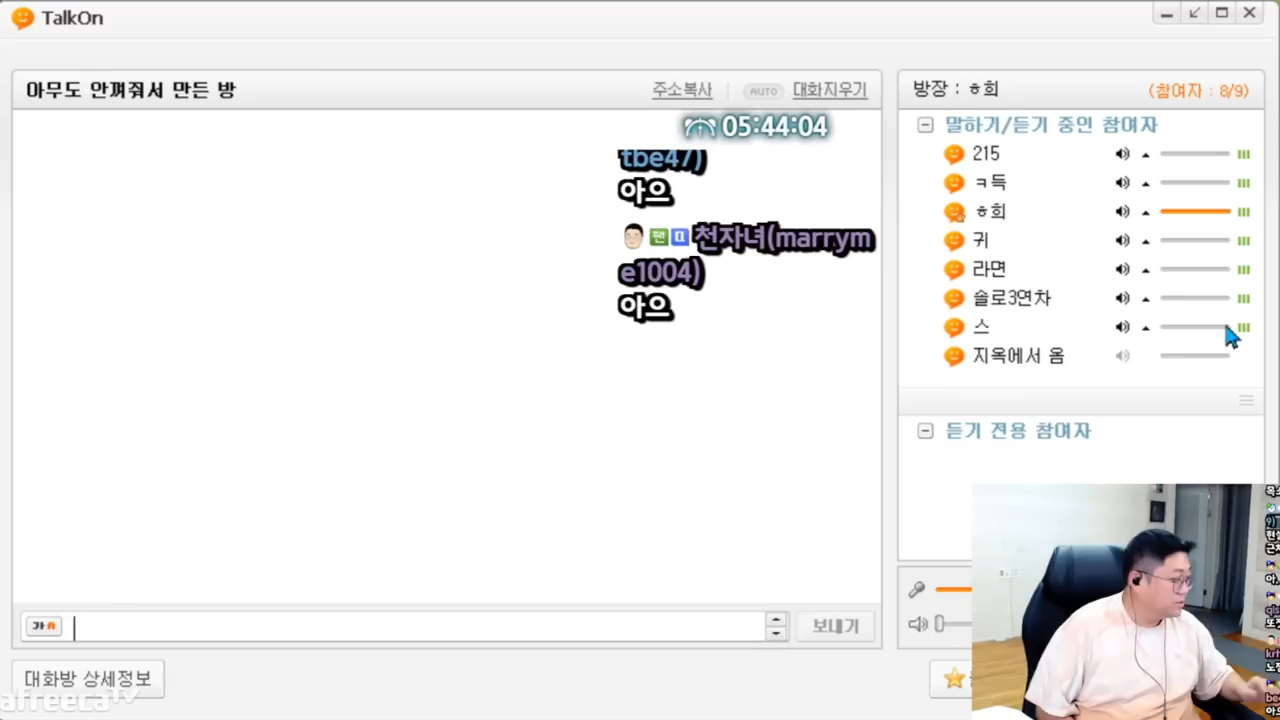 TalkOn
아무도 안껴줘서 만든 방
주소복사
AUTO
대화지우기
05:44:04
tbe47)
아으
팬
천자녀(marrym
e1004)
아으
방장 : ㅎ희
(참여자 : 8/9)
말하기/듣기 중인 참여자
215
ㅋ득
ㅎ희
귀
라면
솔로3연차
스
지옥에서 옴
듣기 전용 참여자
가
보내기
대화방 상세정보
afreecaTV